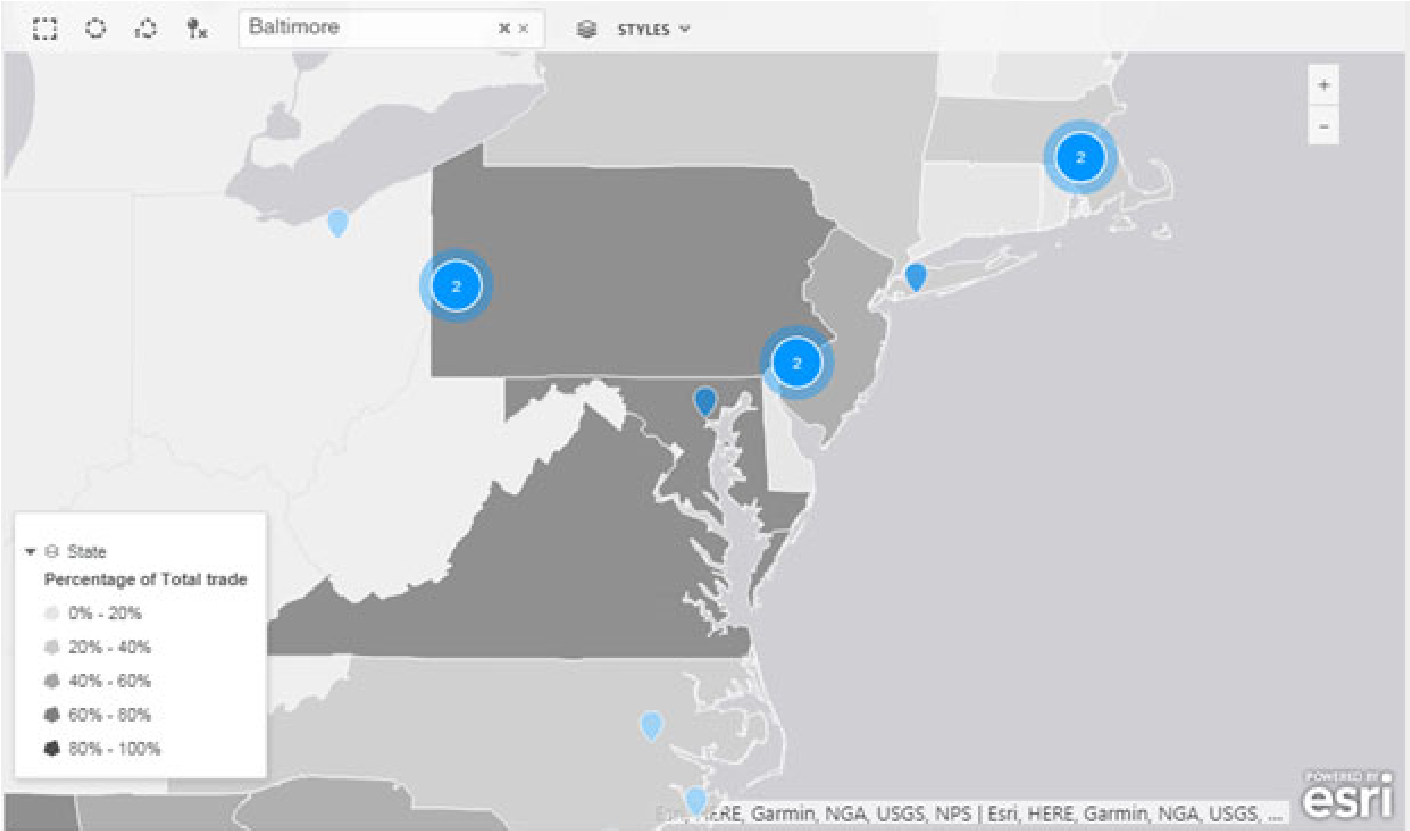 Baltimore
STYLES
+
2
-
2
2
State
Percentage of Total trade
0% - 20%
20% - 40%
40% - 60%
60% - 80%
80% - 100%
POWERED BY
esri
HERE, Garmin, NGA, USGS, NPS | Esri, HERE, Garmin, NGA, USGS, ...